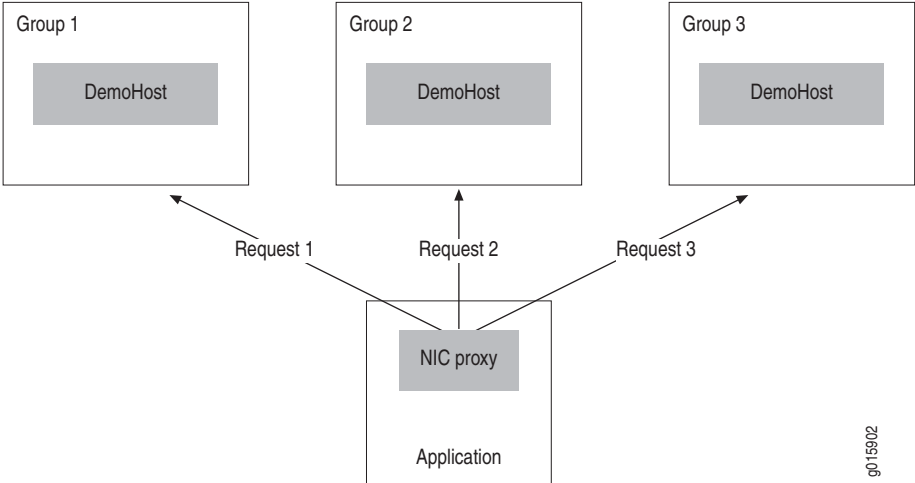 Group 1
Group 2
Group 3
DemoHost
DemoHost
DemoHost
Request 1
Request 2
Request 3
NIC proxy
Application
g015902